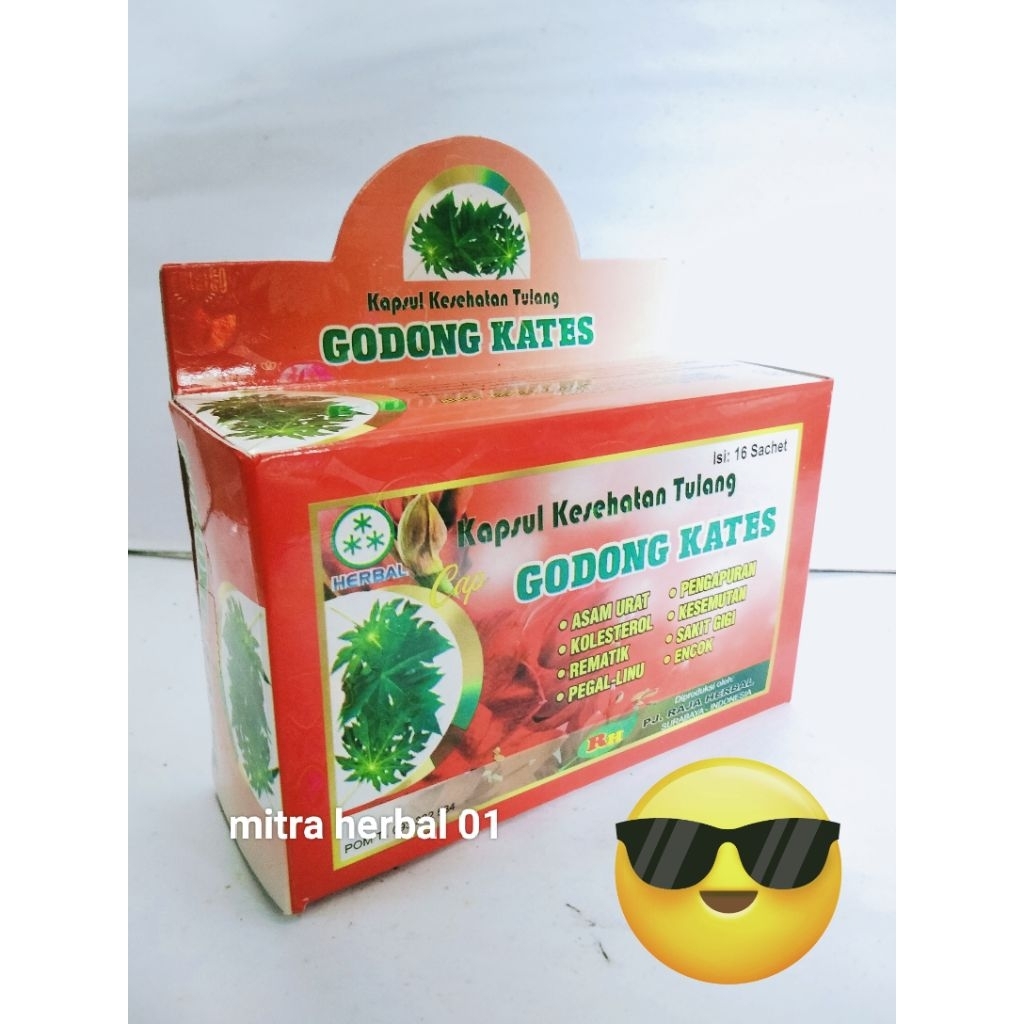 Kapsul Kesehatan Tulang
GODONG KATES
Isi: 16 Sachet
Kapsul Kesehatan Tulang
GODONG KATES
HERBAL
Cap
• ASAM URAT
• KOLESTEROL
• REMATIK
• PEGAL-LINU
• PENGAPURAN
• KESEMUTAN
• SAKIT GIGI
• ENCOK
Diproduksi oleh:
PJ. RAJA HERBAL
SURABAYA - INDONESIA
RH
mitra herbal 01